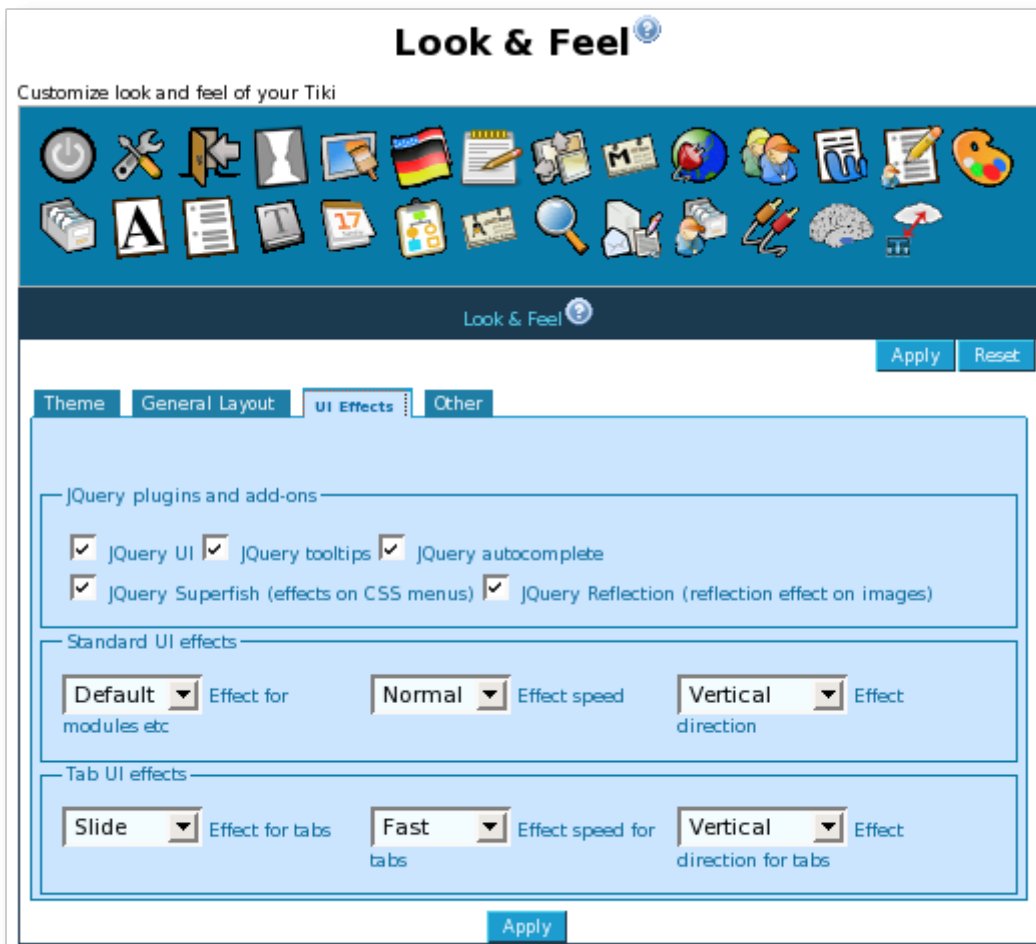 Look & Feel
Customize look and feel of your Tiki
M
A
T
17
A
Look & Feel
Apply Reset
Theme General Layout UI Effects Other
JQuery plugins and add-ons
JQuery UI JQuery tooltips JQuery autocomplete
JQuery Superfish (effects on CSS menus) JQuery Reflection (reflection effect on images)
Standard UI effects
Default Effect for Normal Effect speed Vertical Effect
modules etc direction
Tab UI effects
Slide Effect for tabs Fast Effect speed for Vertical Effect
tabs direction for tabs
Apply